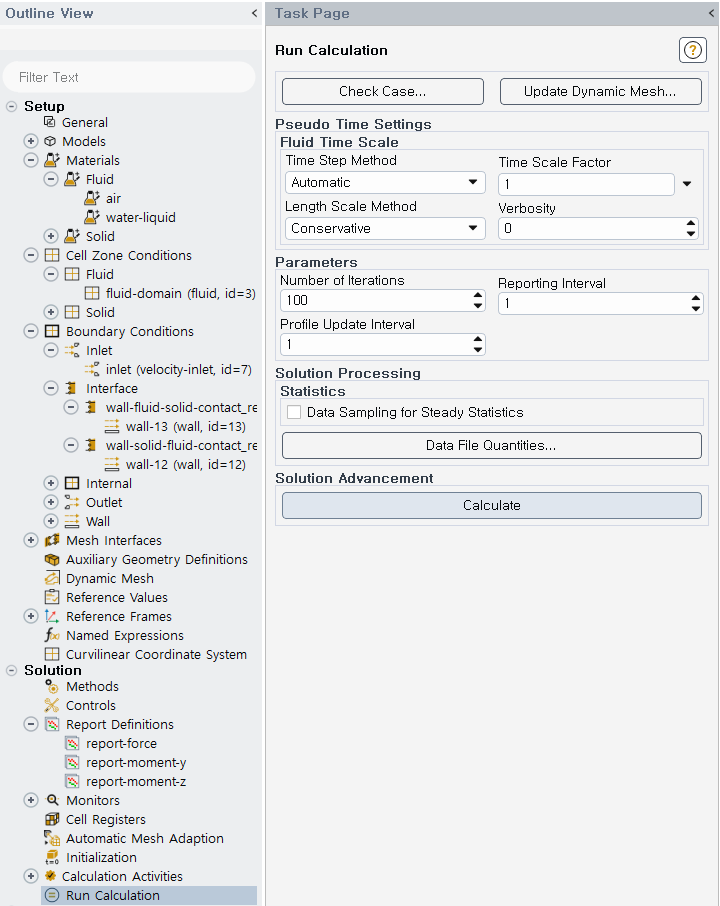 Outline View
<
Filter Text
Setup
General
Models
Materials
Fluid
air
water-liquid
Solid
Cell Zone Conditions
Fluid
fluid-domain (fluid, id=3)
Solid
Boundary Conditions
Inlet
inlet (velocity-inlet, id=7)
Interface
wall-fluid-solid-contact_re
wall-13 (wall, id=13)
wall-solid-fluid-contact_re
wall-12 (wall, id=12)
Internal
Outlet
Wall
Mesh Interfaces
Auxiliary Geometry Definitions
Dynamic Mesh
Reference Values
Reference Frames
Named Expressions
Curvilinear Coordinate System
Solution
Methods
Controls
Report Definitions
report-force
report-moment-y
report-moment-z
Monitors
Cell Registers
Automatic Mesh Adaption
Initialization
Calculation Activities
Run Calculation
Task Page
<
Run Calculation
?
Check Case...
Update Dynamic Mesh...
Pseudo Time Settings
Fluid Time Scale
Time Step Method
Time Scale Factor
Automatic
1
Length Scale Method
Verbosity
Conservative
0
Parameters
Number of Iterations
Reporting Interval
100
1
Profile Update Interval
1
Solution Processing
Statistics
Data Sampling for Steady Statistics
Data File Quantities...
Solution Advancement
Calculate